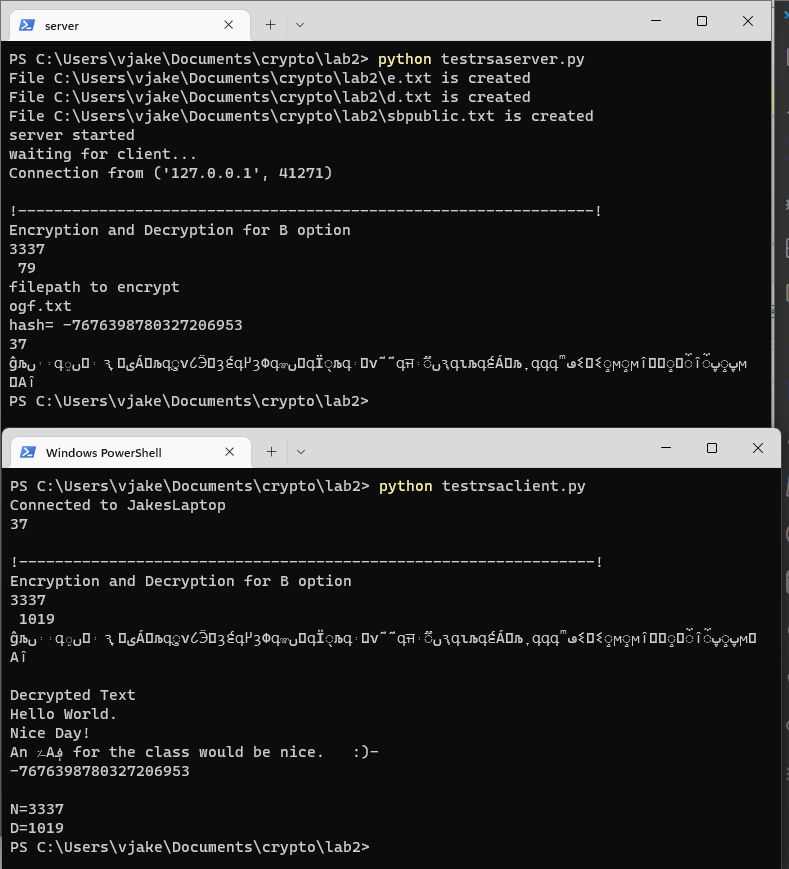 server
PS C:\Users\vjake\Documents\crypto\lab2> python testrsaserver.py
File C:\Users\vjake\Documents\crypto\lab2\e.txt is created
File C:\Users\vjake\Documents\crypto\lab2\d.txt is created
File C:\Users\vjake\Documents\crypto\lab2\sbpublic.txt is created
server started
waiting for client...
Connection from ('127.0.0.1', 41271)
!----------------------------------------------------------------!
Encryption and Decryption for B option
3337
79
filepath to encrypt
ogf.txt
hash= -7676398780327206953
37
PS C:\Users\vjake\Documents\crypto\lab2>
Windows PowerShell
PS C:\Users\vjake\Documents\crypto\lab2> python testrsaclient.py
Connected to JakesLaptop
37
!----------------------------------------------------------------!
Encryption and Decryption for B option
3337
1019
Decrypted Text
Hello World.
Nice Day!
An for the class would be nice. :)-
-7676398780327206953
N=3337
D=1019
PS C:\Users\vjake\Documents\crypto\lab2>